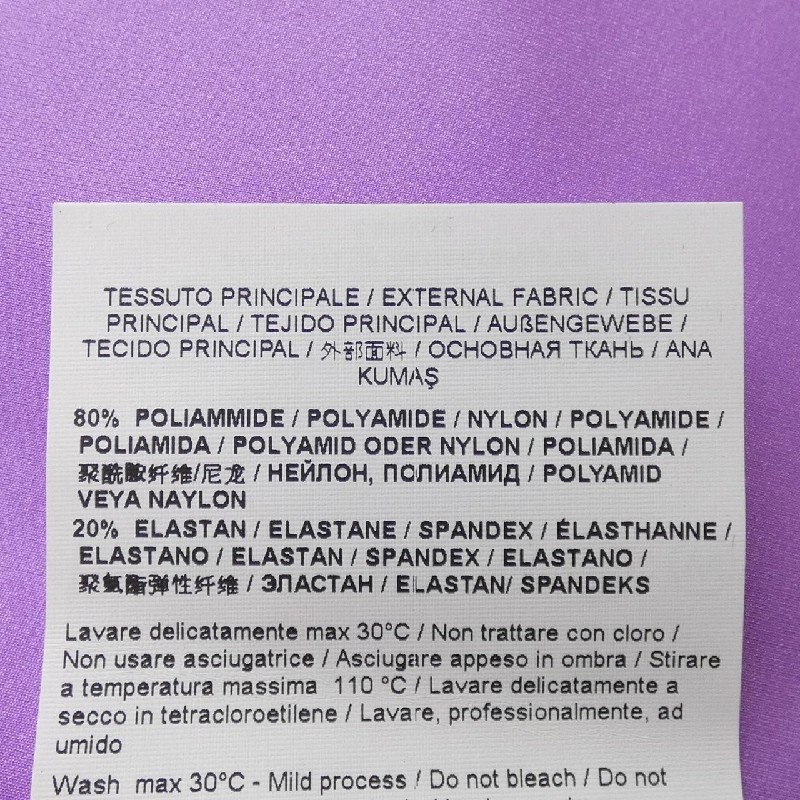 TESSUTO PRINCIPALE / EXTERNAL FABRIC / TISSU
PRINCIPAL / TEJIDO PRINCIPAL / AUßENGEWEBE /
TECIDO PRINCIPAL / 外部面料 / ОСНОВНАЯ ТКАНЬ / ANA
KUMAŞ
80% POLIAMMIDE / POLYAMIDE / NYLON / POLYAMIDE /
POLIAMIDA / POLYAMID ODER NYLON / POLIAMIDA /
聚酰胺纤维/尼龙 / НЕЙЛОН, ПОЛИАМИД / POLYAMID
VEYA NAYLON
20% ELASTAN / ELASTANE / SPANDEX / ÉLASTHANNE /
ELASTANO / ELASTAN / SPANDEX / ELASTANO /
聚氨酯弹性纤维 / ЭЛАСТАН / ELASTAN/ SPANDEKS
Lavare delicatamente max 30°C / Non trattare con cloro /
Non usare asciugatrice / Asciugare appeso in ombra / Stirare
a temperatura massima 110 °C / Lavare delicatamente a
secco in tetracloroetilene / Lavare, professionalmente, ad
umido
Wash max 30°C - Mild process / Do not bleach / Do not